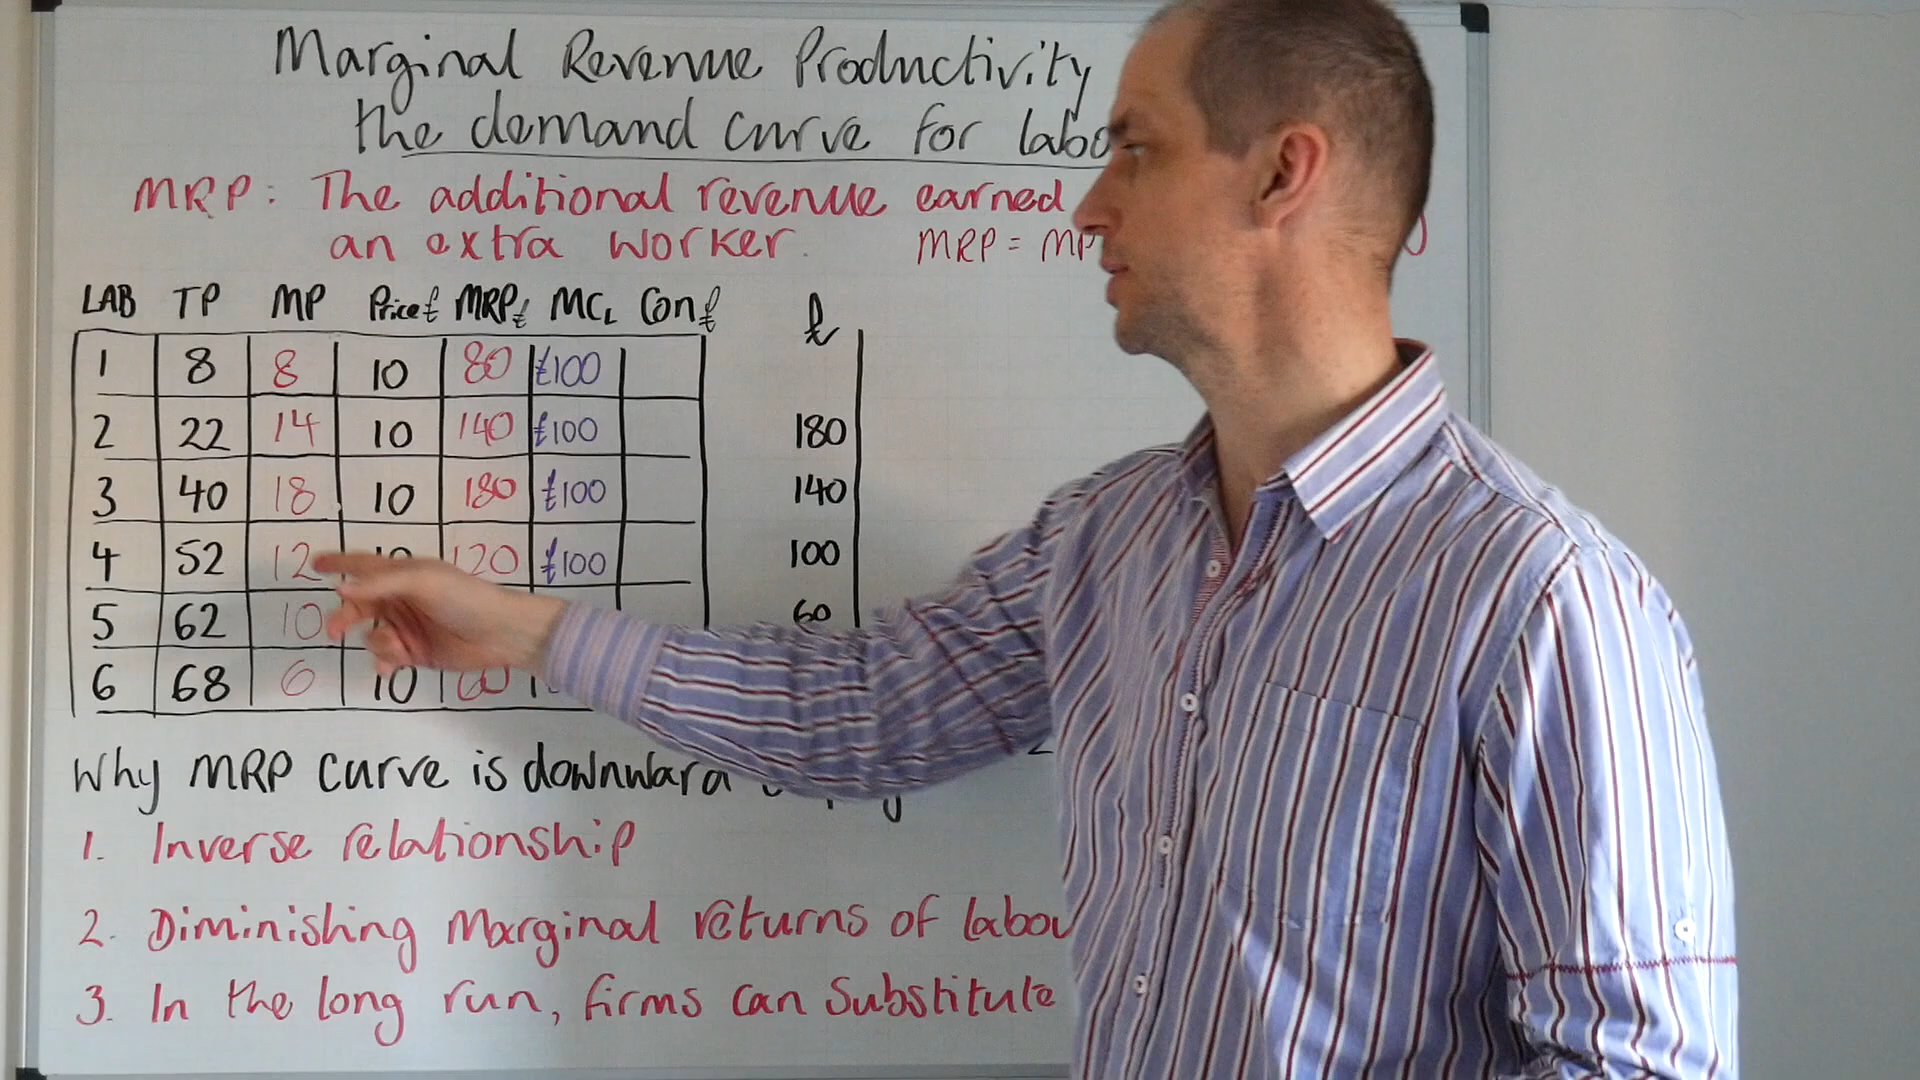 Marginal Revenue Productivity
the demand curve for labo
MRP: The additional revenue earned
an extra worker. MRP = MP
LAB TP MP Price£ MRP£ MCL Con£ £
1 8 8 10 80 £100
2 22 14 10 140 £100 180
3 40 18 10 180 £100 140
4 52 12 10 120 £100 100
5 62 10 60
6 68 6 10 60
Why MRP curve is downward
1. Inverse relationship
2. Diminishing Marginal returns of labou
3. In the long run, firms can substitute